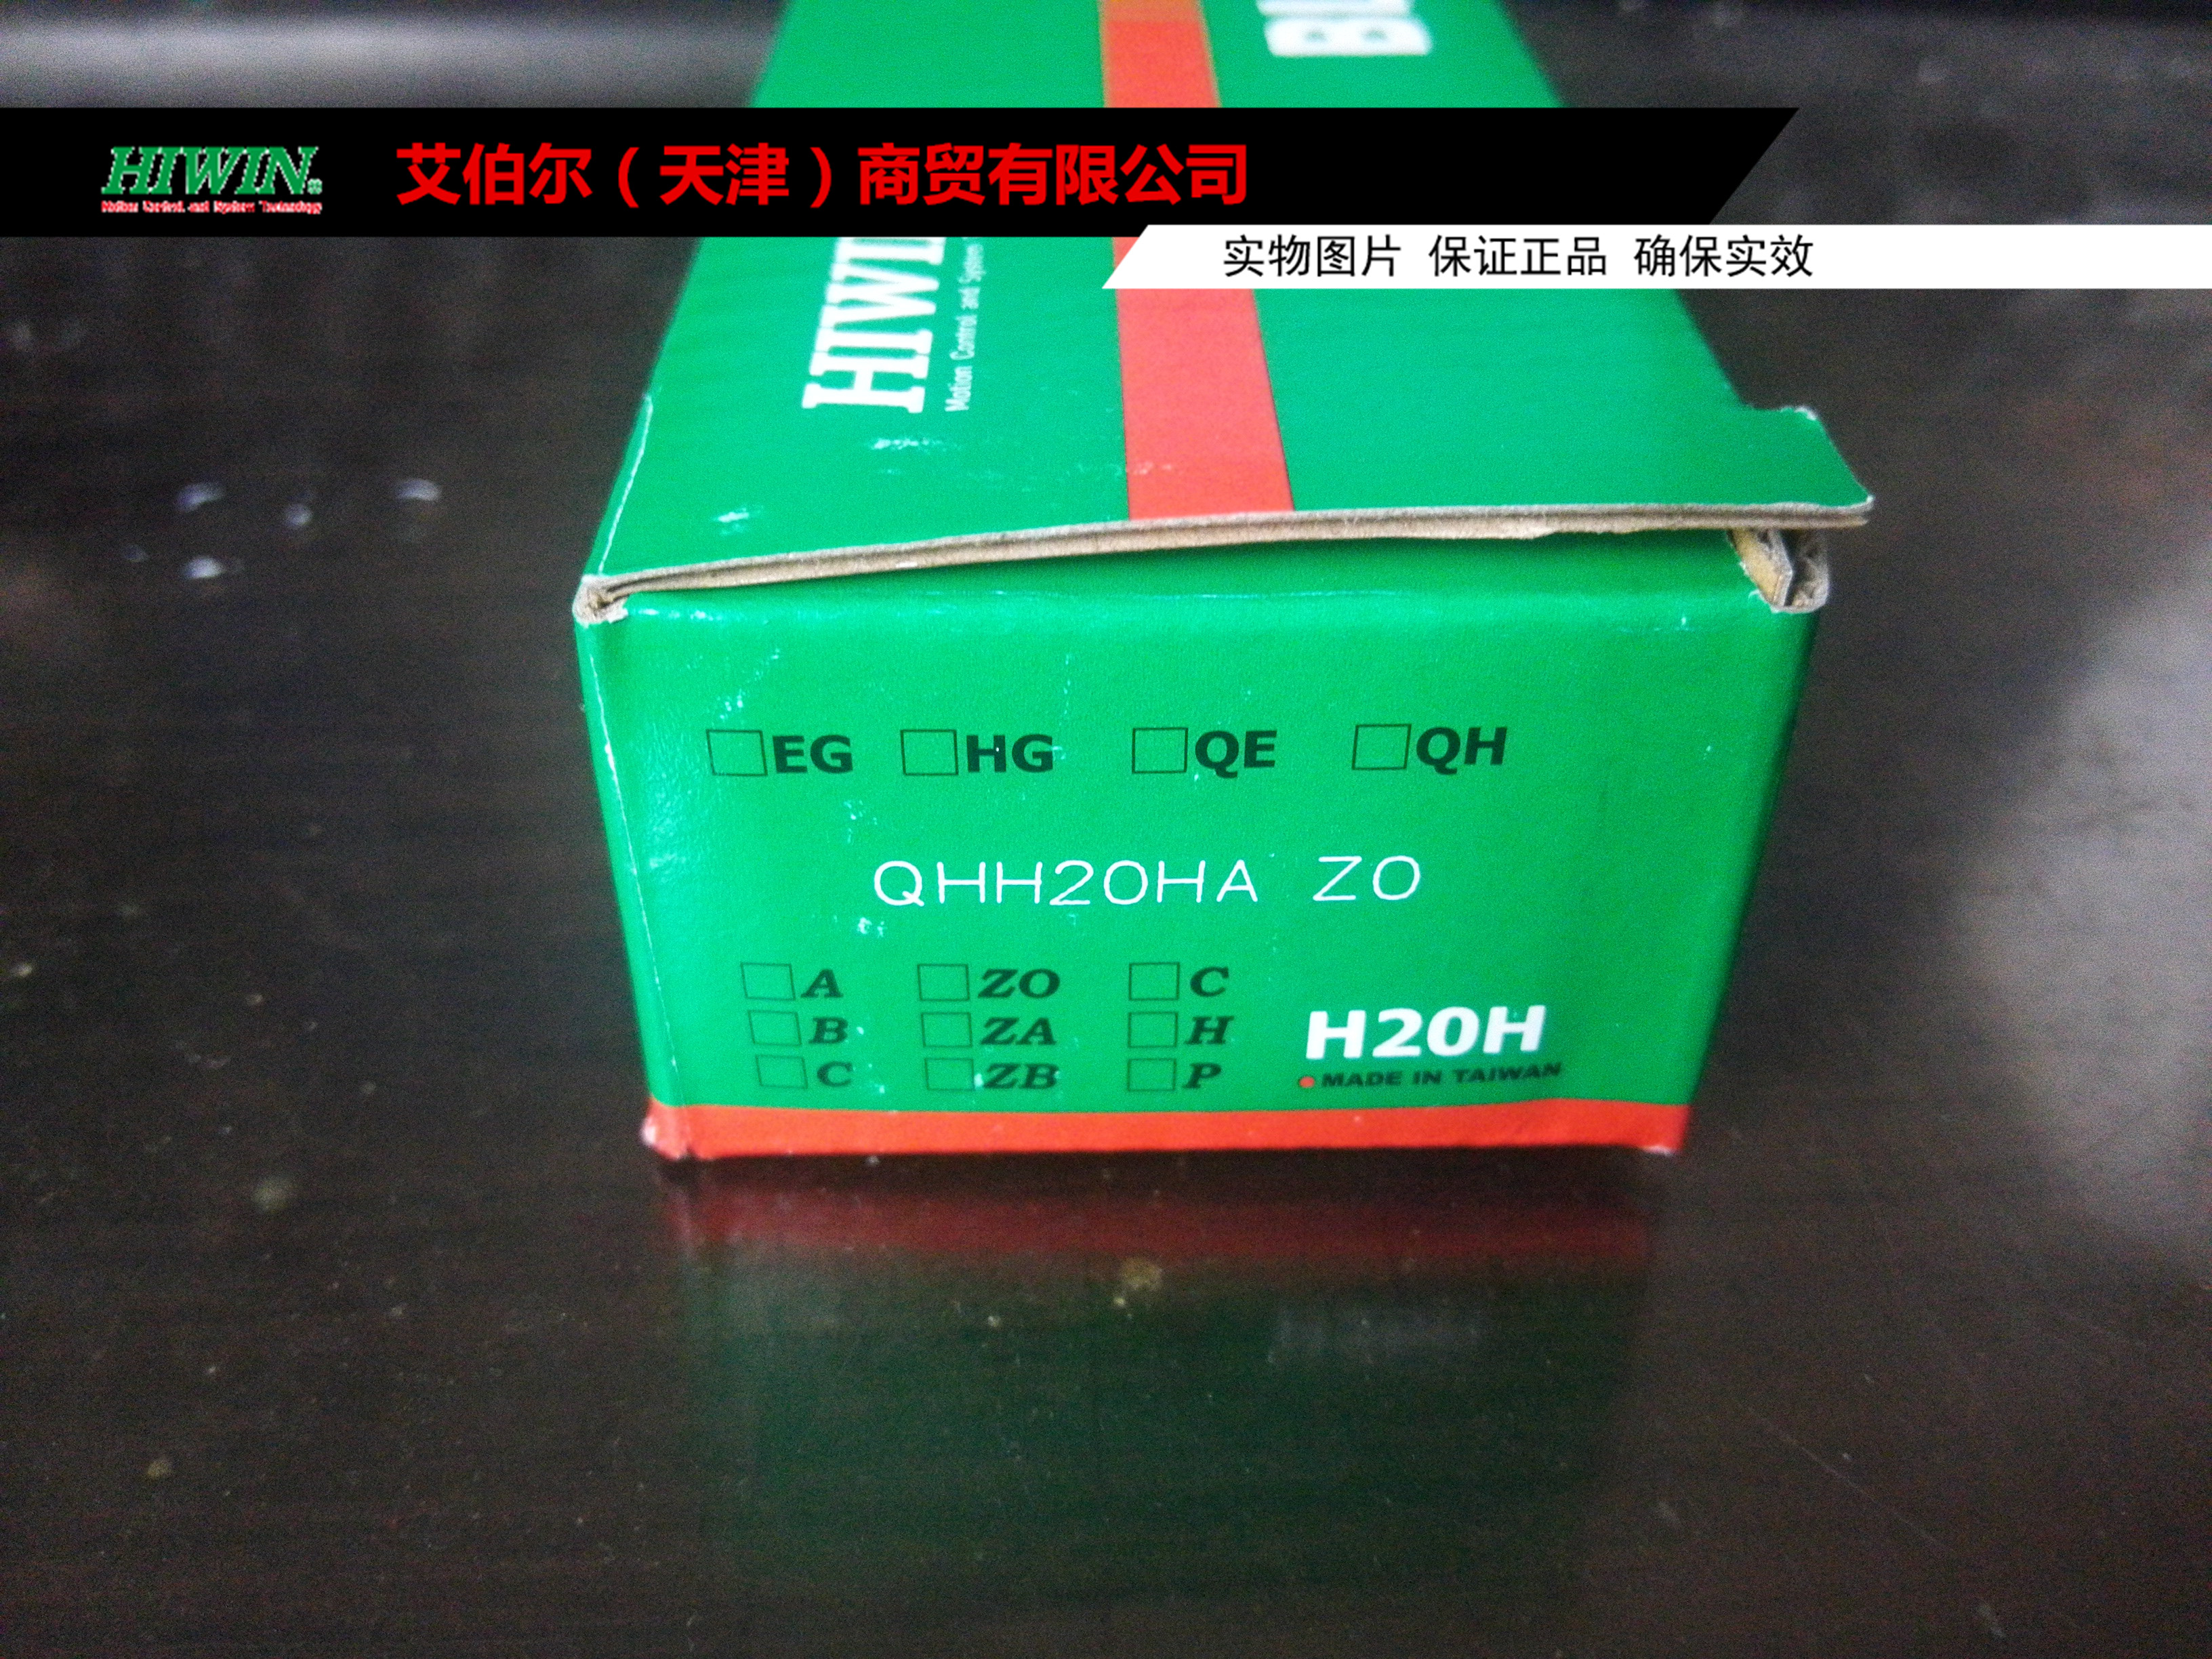 BL
HIWIN®
艾伯尔（天津）商贸有限公司
实物图片 保证正品 确保实效
HIWIN
Motion Control and System
EG HG QE QH
QHH20HA ZO
A ZO C
B ZA H
C ZB P
H20H
MADE IN TAIWAN